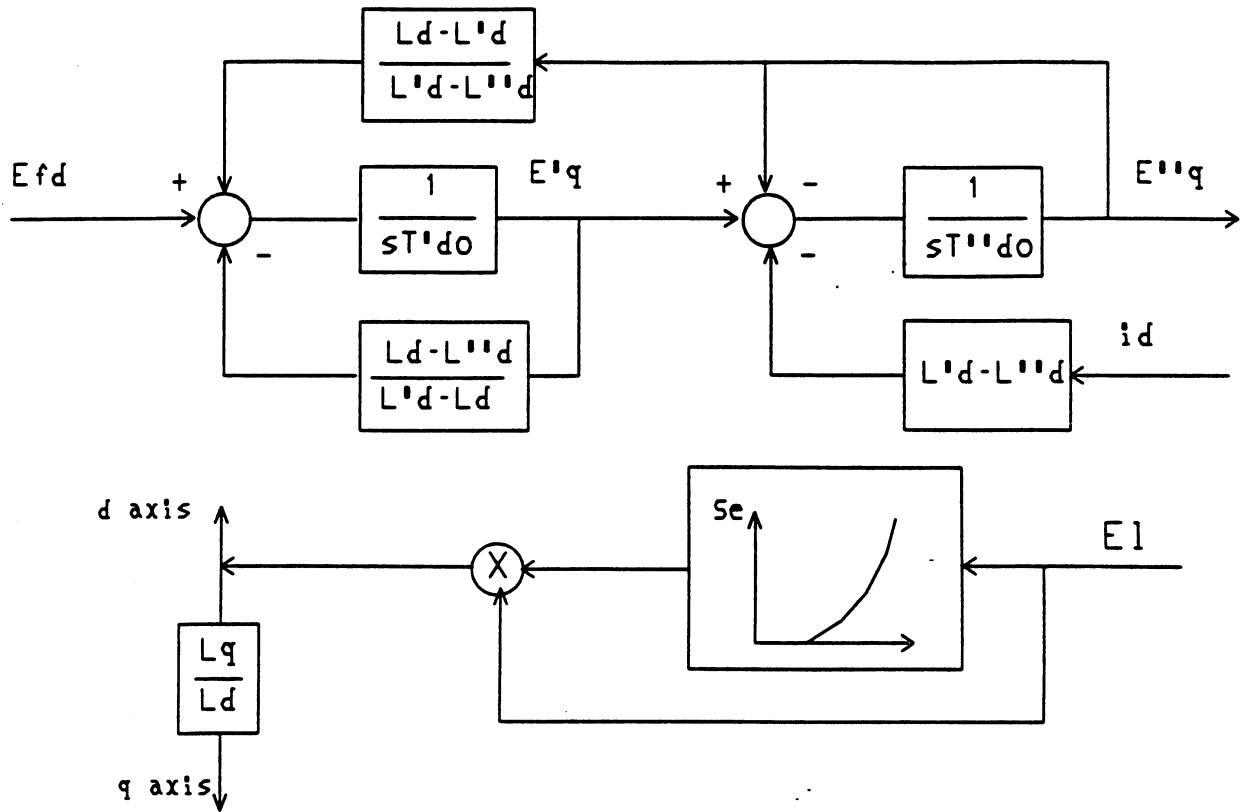 Ld-L'd
L'd-L''d
Efd
+
-
1
sT'do
E'q
+
-
-
1
sT''do
E''q
Ld-L''d
L'd-Ld
L'd-L''d
id
d axis
Se
El
X
Lq
Ld
q axis